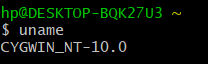 hp@DESKTOP-BQK27U3 ~
$ uname
CYGWIN_NT-10.0